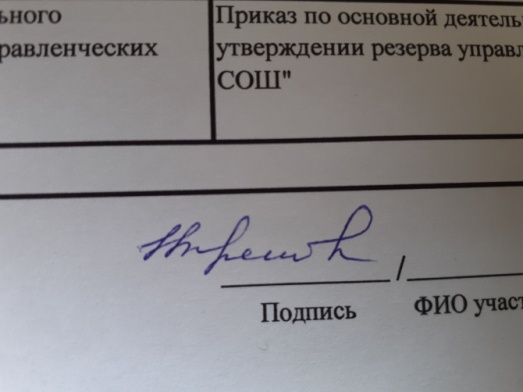 ьного
равленческих
Приказ по основной деятель
утверждении резерва управл
СОШ"
/
Подпись
ФИО участ